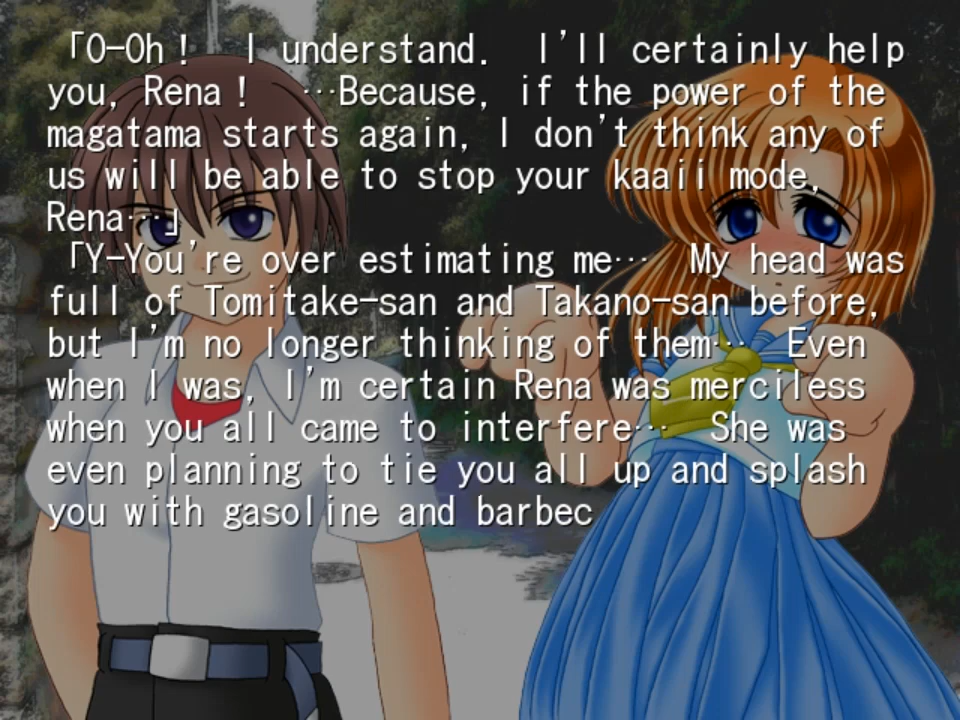 「O-Oh！ I understand. I'll certainly help
you, Rena！ …Because, if the power of the
magatama starts again, I don't think any of
us will be able to stop your kaaii mode,
Rena…」
「Y-You're over estimating me… My head was
full of Tomitake-san and Takano-san before,
but I'm no longer thinking of them… Even
when I was, I'm certain Rena was merciless
when you all came to interfere… She was
even planning to tie you all up and splash
you with gasoline and barbec